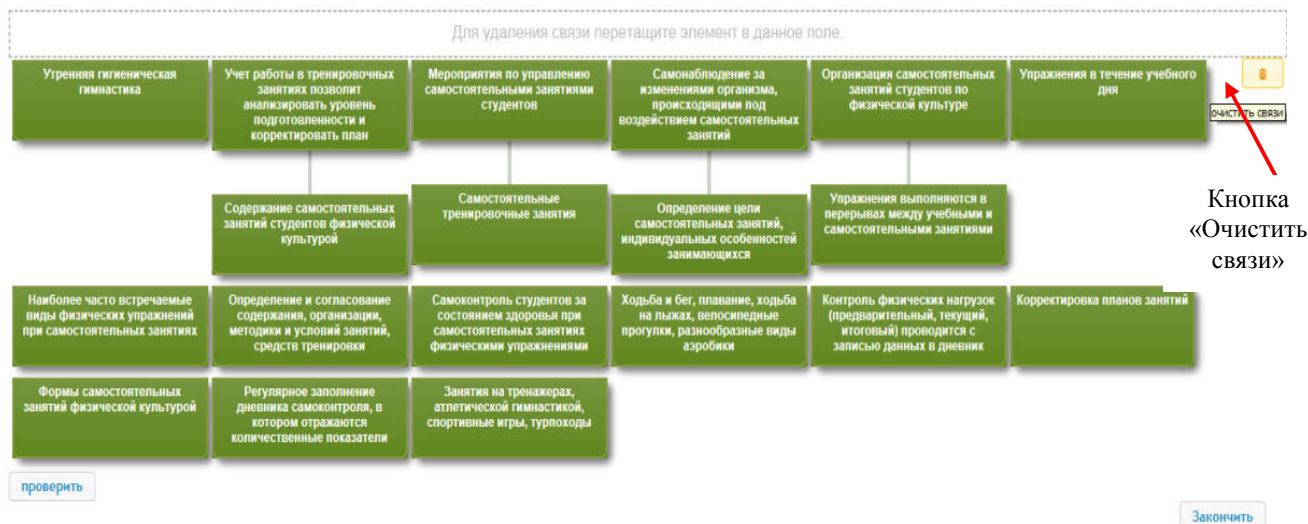 Для удаления связи перетащите элемент в данное поле.
Утренняя гигиеническая
гимнастика
Учет работы в тренировочных
занятиях позволит
анализировать уровень
подготовленности и
корректировать план
Мероприятия по управлению
самостоятельными занятиями
студентов
Самонаблюдение за
изменениями организма,
происходящими под
воздействием самостоятельных
занятий
Организация самостоятельных
занятий студентов по
физической культуре
Упражнения в течение учебного
дня
очистить связи
Содержание самостоятельных
занятий студентов физической
культурой
Самостоятельные
тренировочные занятия
Определение цели
самостоятельных занятий,
индивидуальных особенностей
занимающихся
Упражнения выполняются в
перерывах между учебными и
самостоятельными занятиями
Кнопка
«Очистить
связи»
Наиболее часто встречаемые
виды физических упражнений
при самостоятельных занятиях
Определение и согласование
содержания, организации,
методики и условий занятий,
средств тренировки
Самоконтроль студентов за
состоянием здоровья при
самостоятельных занятиях
физическими упражнениями
Ходьба и бег, плавание, ходьба
на лыжах, велосипедные
прогулки, разнообразные виды
аэробики
Контроль физических нагрузок
(предварительный, текущий,
итоговый) проводится с
записью данных в дневник
Корректировка планов занятий
Формы самостоятельных
занятий физической культурой
Регулярное заполнение
дневника самоконтроля, в
котором отражаются
количественные показатели
Занятия на тренажерах,
атлетической гимнастикой,
спортивные игры, турпоходы
проверить
Закончить